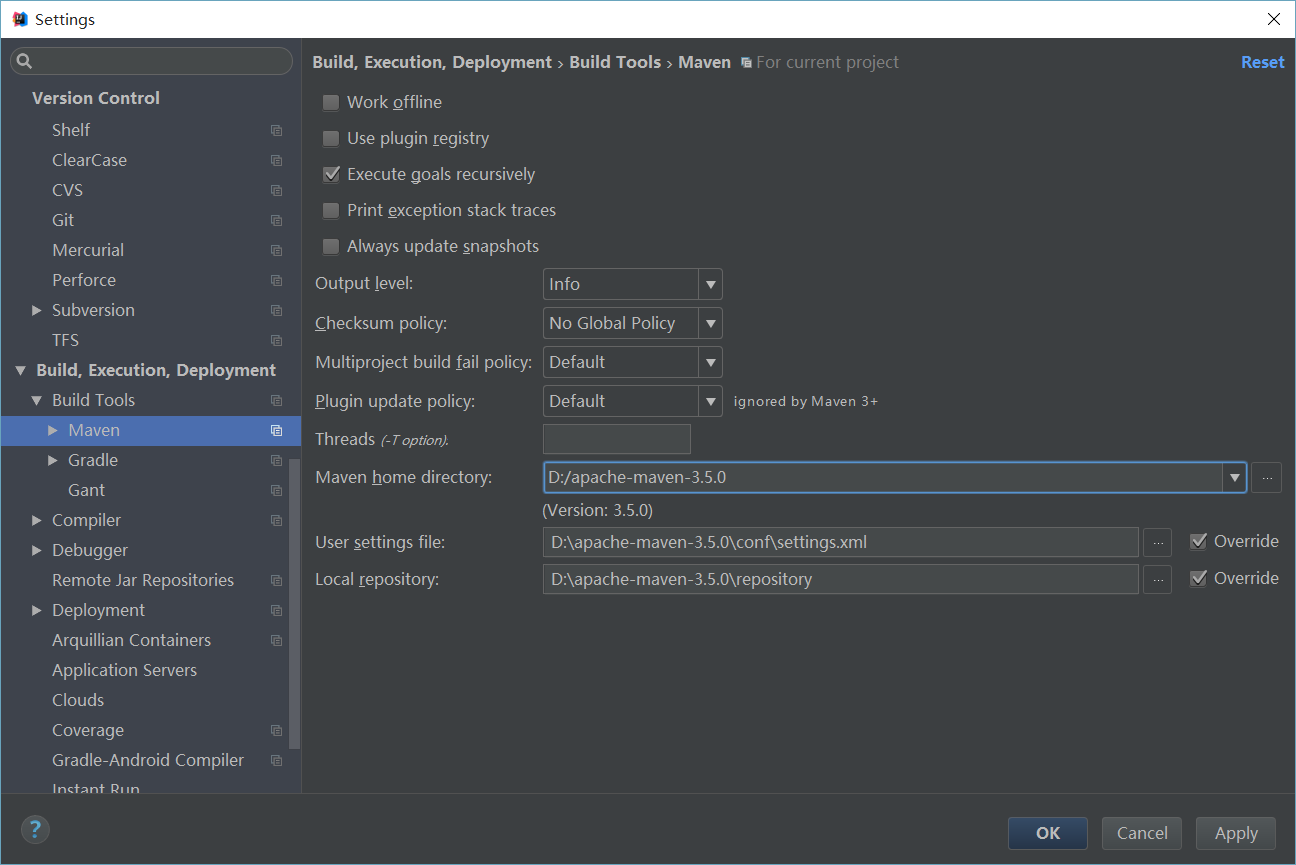 Settings
Version Control
Shelf
ClearCase
CVS
Git
Mercurial
Perforce
Subversion
TFS
Build, Execution, Deployment
Build Tools
Maven
Gradle
Gant
Compiler
Debugger
Remote Jar Repositories
Deployment
Arquillian Containers
Application Servers
Clouds
Coverage
Gradle-Android Compiler
Instant Run
Build, Execution, Deployment › Build Tools › Maven For current project Reset
Work offline
Use plugin registry
Execute goals recursively
Print exception stack traces
Always update snapshots
Output level: Info
Checksum policy: No Global Policy
Multiproject build fail policy: Default
Plugin update policy: Default ignored by Maven 3+
Threads (-T option).
Maven home directory: D:/apache-maven-3.5.0 ...
(Version: 3.5.0)
User settings file: D:\apache-maven-3.5.0\conf\settings.xml ... Override
Local repository: D:\apache-maven-3.5.0\repository ... Override
? OK Cancel Apply